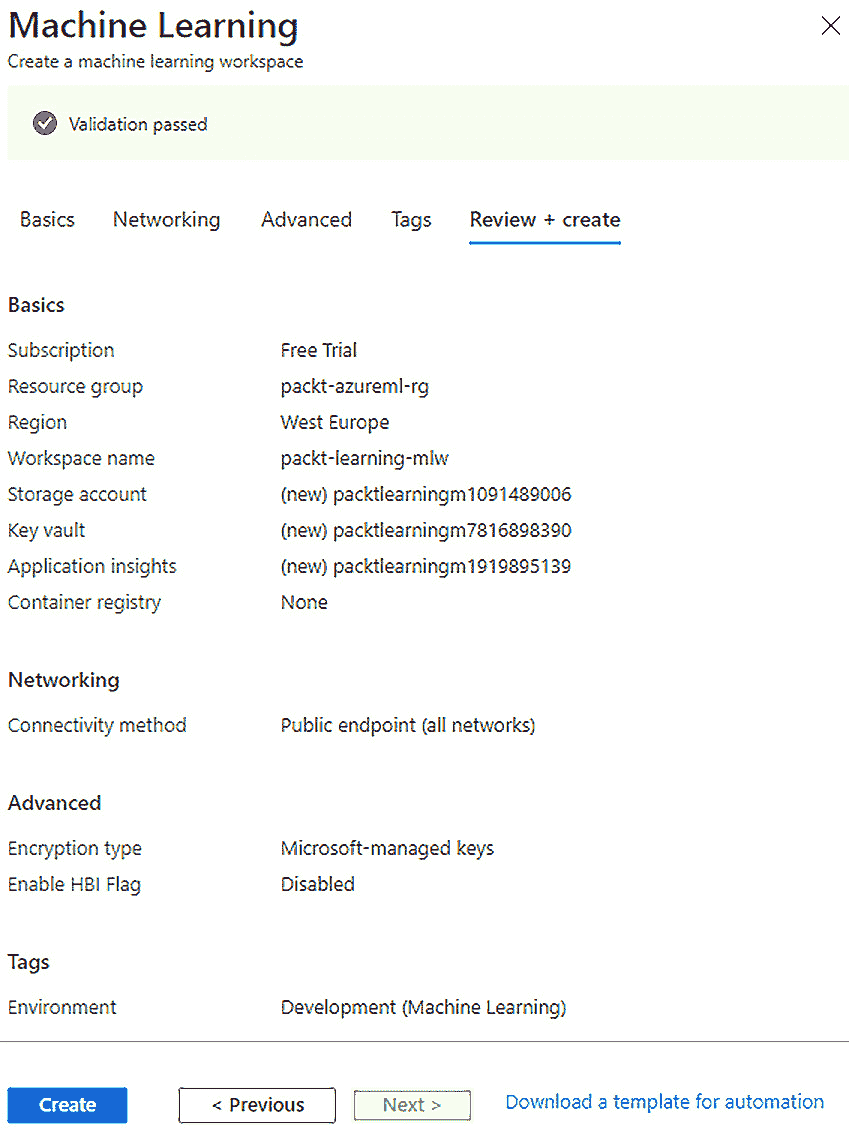 Machine Learning
Create a machine learning workspace
Validation passed
Basics Networking Advanced Tags Review + create
Basics
Subscription Free Trial
Resource group packt-azureml-rg
Region West Europe
Workspace name packt-learning-mlw
Storage account (new) packtlearningm1091489006
Key vault (new) packtlearningm7816898390
Application insights (new) packtlearningm1919895139
Container registry None
Networking
Connectivity method Public endpoint (all networks)
Advanced
Encryption type Microsoft-managed keys
Enable HBI Flag Disabled
Tags
Environment Development (Machine Learning)
Create < Previous Next > Download a template for automation